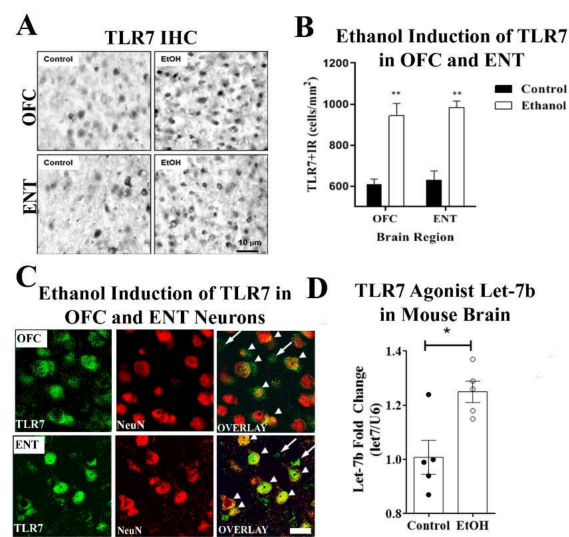 A
TLR7 IHC
Control
EtOH
OFC
Control
EtOH
ENT
10 µm
B
Ethanol Induction of TLR7
in OFC and ENT
TLR7+IR (cells/mm²)
1200
1000
800
600
**
**
Control
Ethanol
OFC
ENT
Brain Region
C
Ethanol Induction of TLR7 in
OFC and ENT Neurons
OFC
TLR7
NeuN
OVERLAY
ENT
TLR7
NeuN
OVERLAY
D
TLR7 Agonist Let-7b
in Mouse Brain
*
Let-7b Fold Change
(let7/U6)
1.4
1.2
1.0
0.8
Control
EtOH